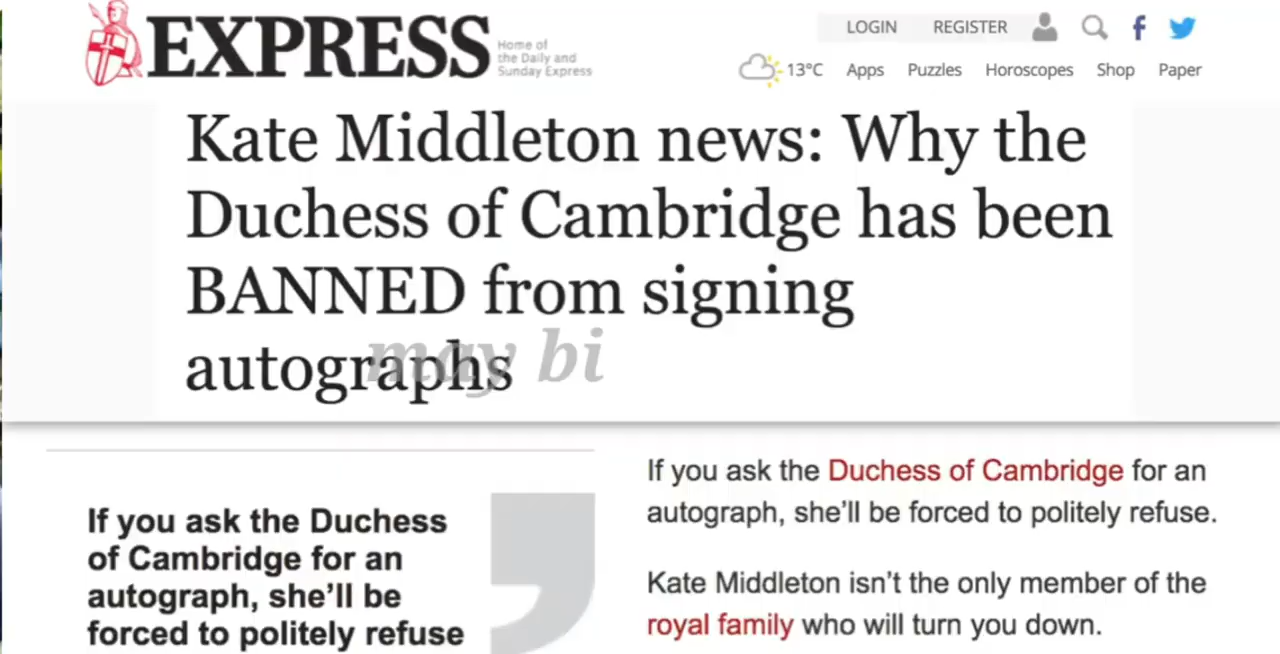 EXPRESS
Home of
the Daily and
Sunday Express
LOGIN REGISTER
13°C Apps Puzzles Horoscopes Shop Paper
Kate Middleton news: Why the
Duchess of Cambridge has been
BANNED from signing
autographs
may bi
If you ask the Duchess
of Cambridge for an
autograph, she’ll be
forced to politely refuse
If you ask the Duchess of Cambridge for an
autograph, she’ll be forced to politely refuse.
Kate Middleton isn’t the only member of the
royal family who will turn you down.